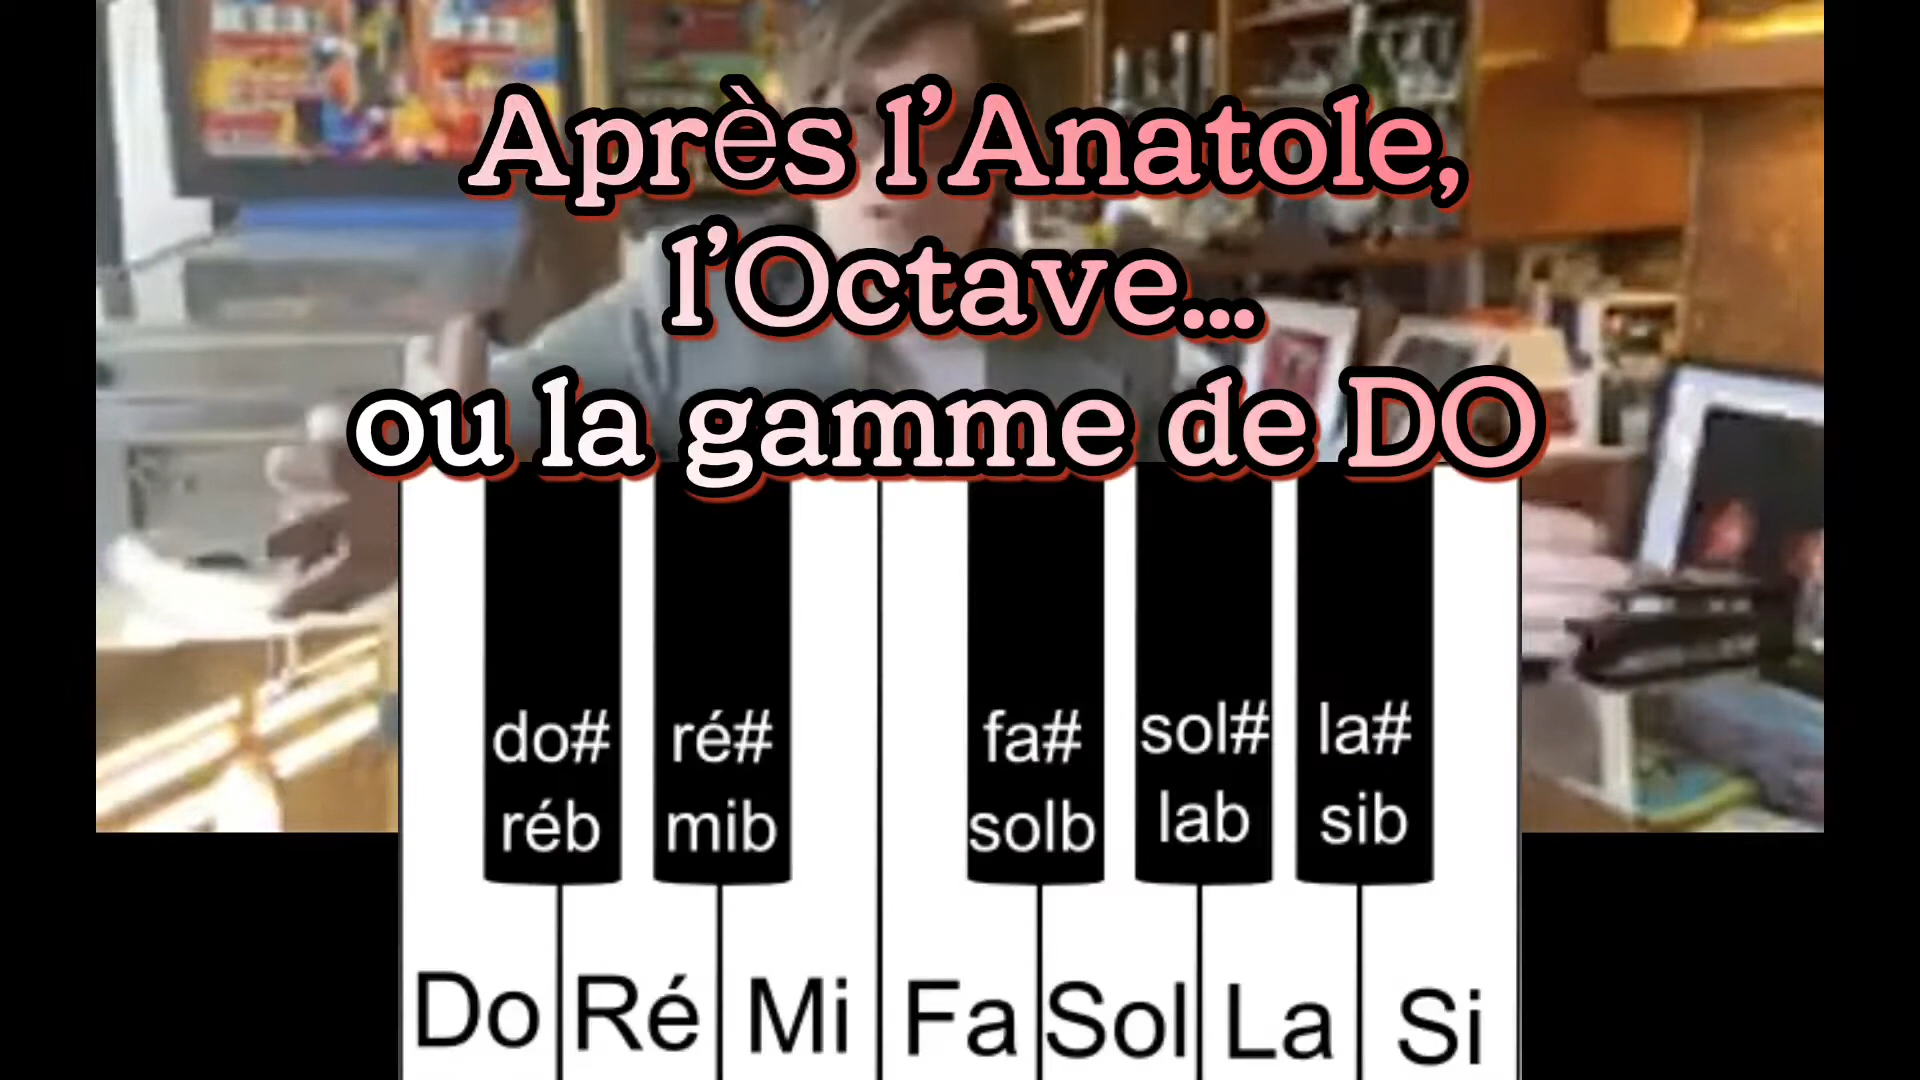 Après l'Anatole,
l'Octave...
ou la gamme de DO
do# ré# fa# sol# la#
réb mib solb lab sib
Do Ré Mi Fa Sol La Si